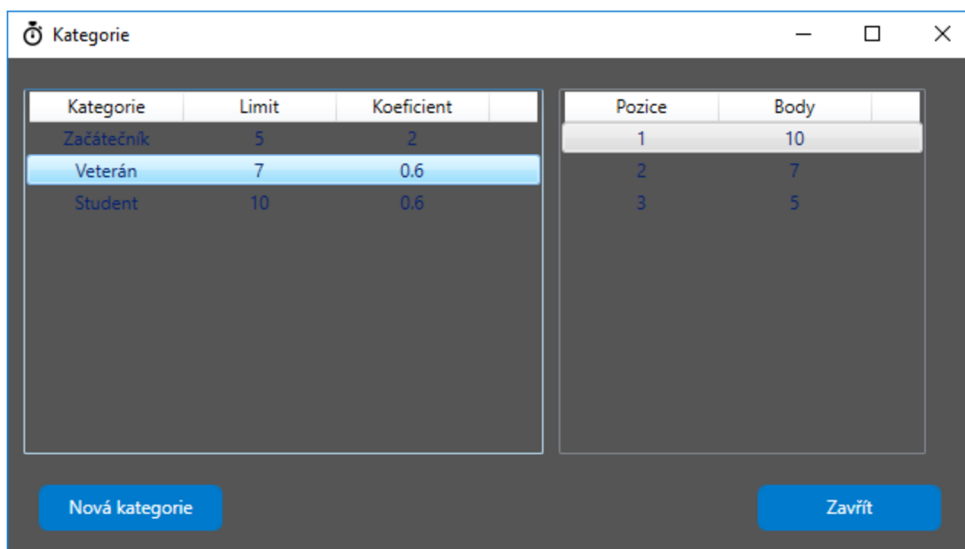 Kategorie
Kategorie Limit Koeficient
Začátečník 5 2
Veterán 7 0.6
Student 10 0.6
Pozice Body
1 10
2 7
3 5
Nová kategorie
Zavřít